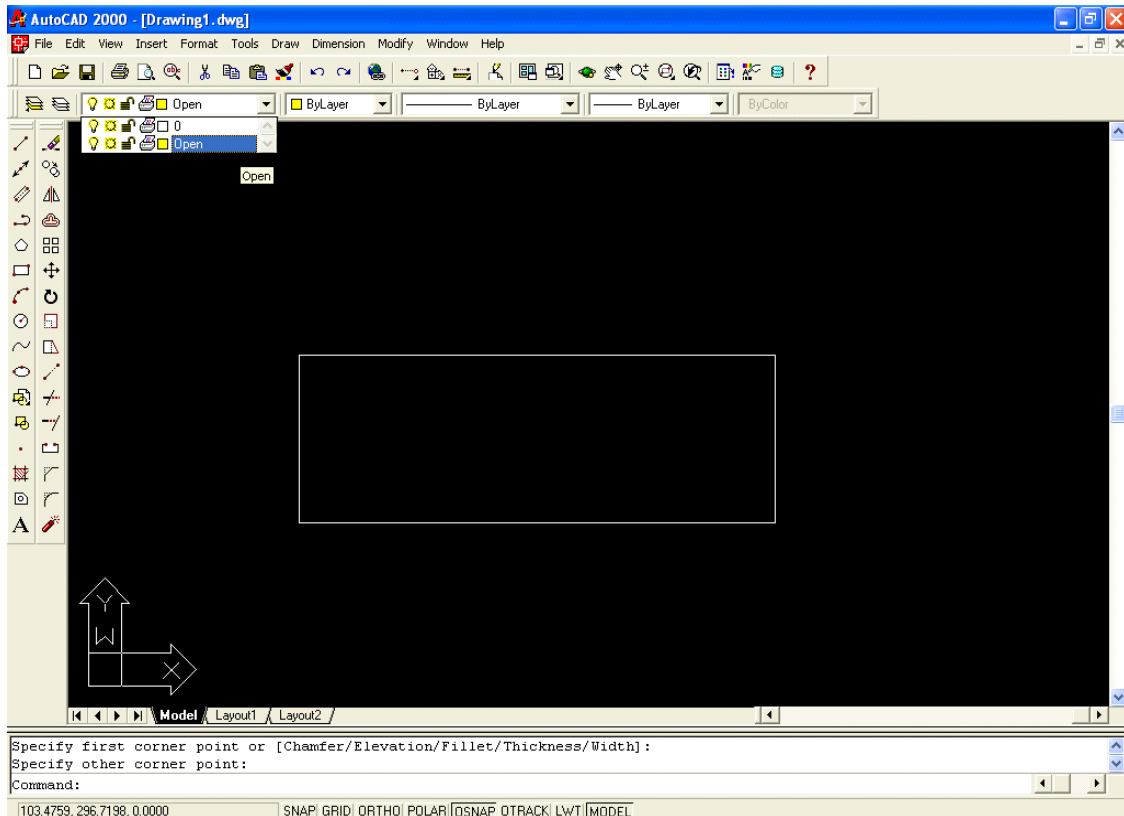 AutoCAD 2000 - [Drawing1.dwg]
File Edit View Insert Format Tools Draw Dimension Modify Window Help
Open ByLayer ByLayer ByLayer ByColor
0
Open
Open
A
Y
W
X
Model Layout1 Layout2
Specify first corner point or [Chamfer/Elevation/Fillet/Thickness/Width]:
Specify other corner point:
Command:
103.4759, 296.7198, 0.0000 SNAP GRID ORTHO POLAR OSNAP OTRACK LWT MODEL